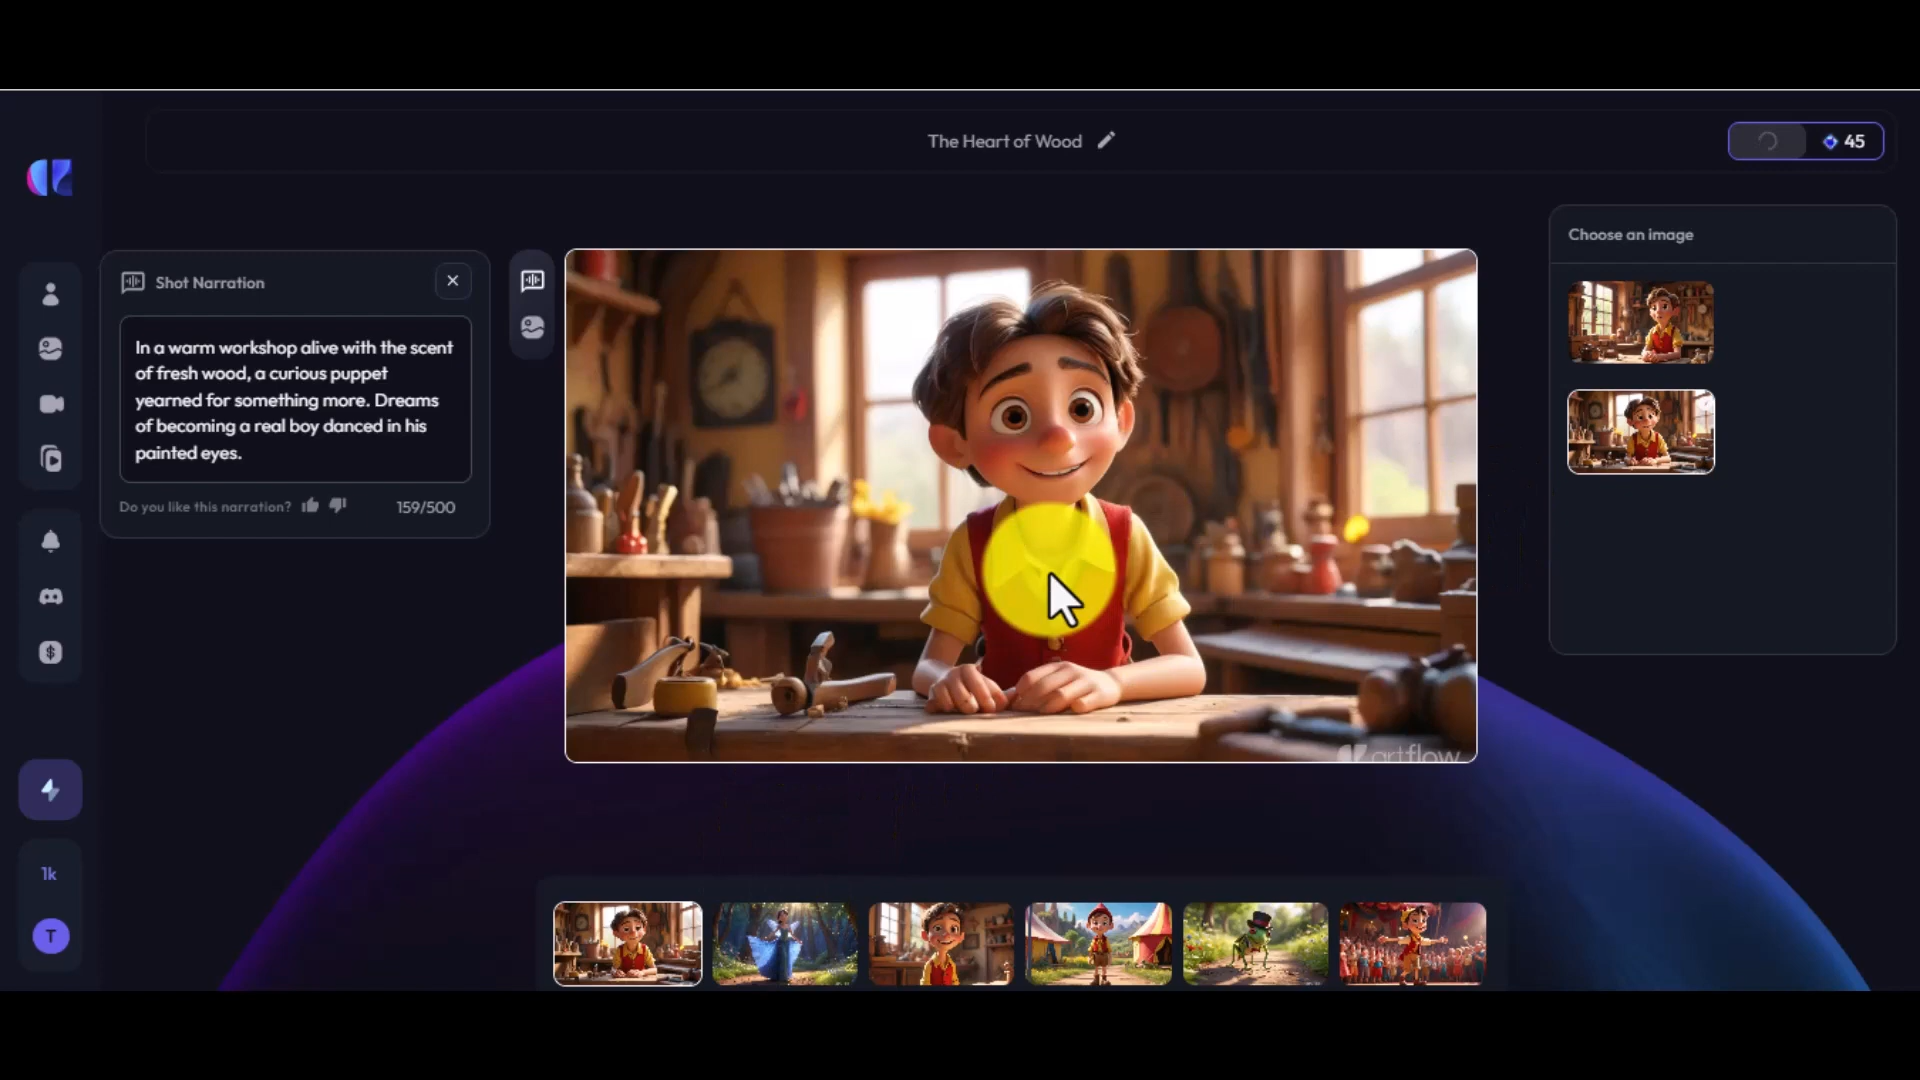 The Heart of Wood
45
Shot Narration
In a warm workshop alive with the scent
of fresh wood, a curious puppet
yearned for something more. Dreams
of becoming a real boy danced in his
painted eyes.
Do you like this narration?
159/500
Choose an image
artflow
1k
T